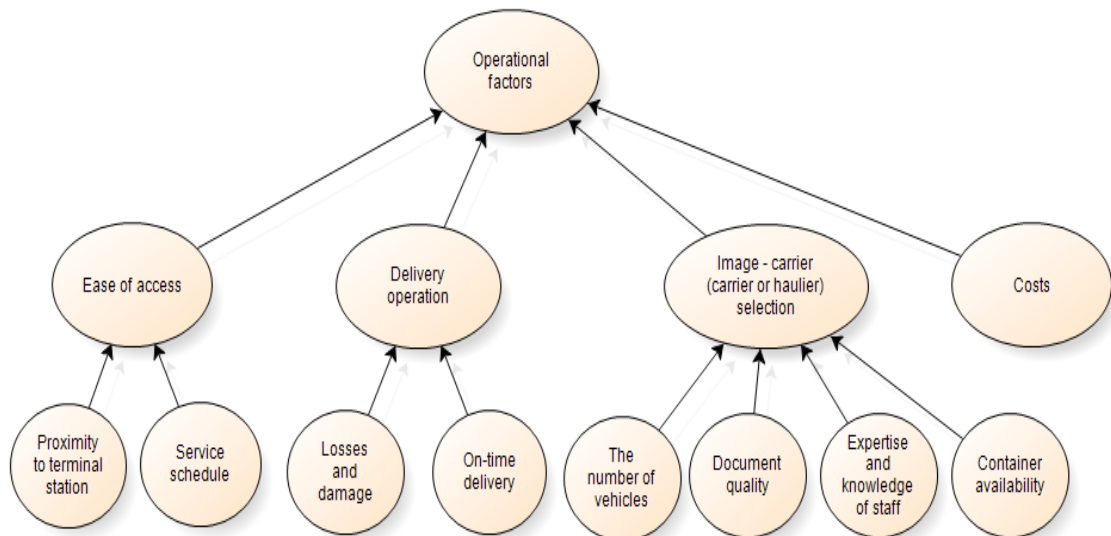 Operational
factors
Ease of access
Delivery
operation
Image - carrier
(carrier or haulier)
selection
Costs
Proximity
to terminal
station
Service
schedule
Losses
and
damage
On-time
delivery
The
number of
vehicles
Document
quality
Expertise
and
knowledge
of staff
Container
availability